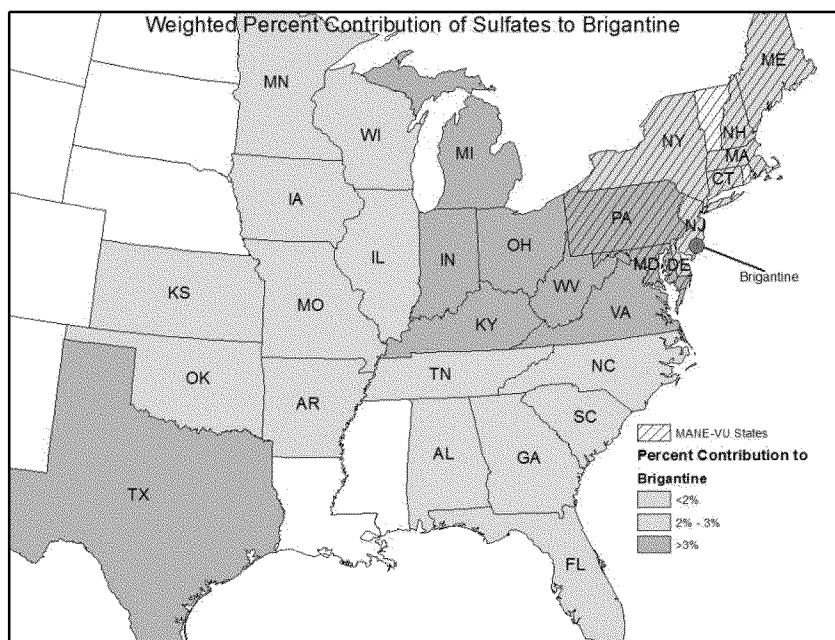 Weighted Percent Contribution of Sulfates to Brigantine
ME
MN
WI
NH
NY
MI
MA
CT
IA
PA
NJ
OH
IL
IN
MD
DE
Brigantine
WV
KS
MO
VA
KY
NC
TN
OK
AR
SC
MANE-VU States
AL
GA
Percent Contribution to
Brigantine
TX
<2%
2% - 3%
>3%
FL